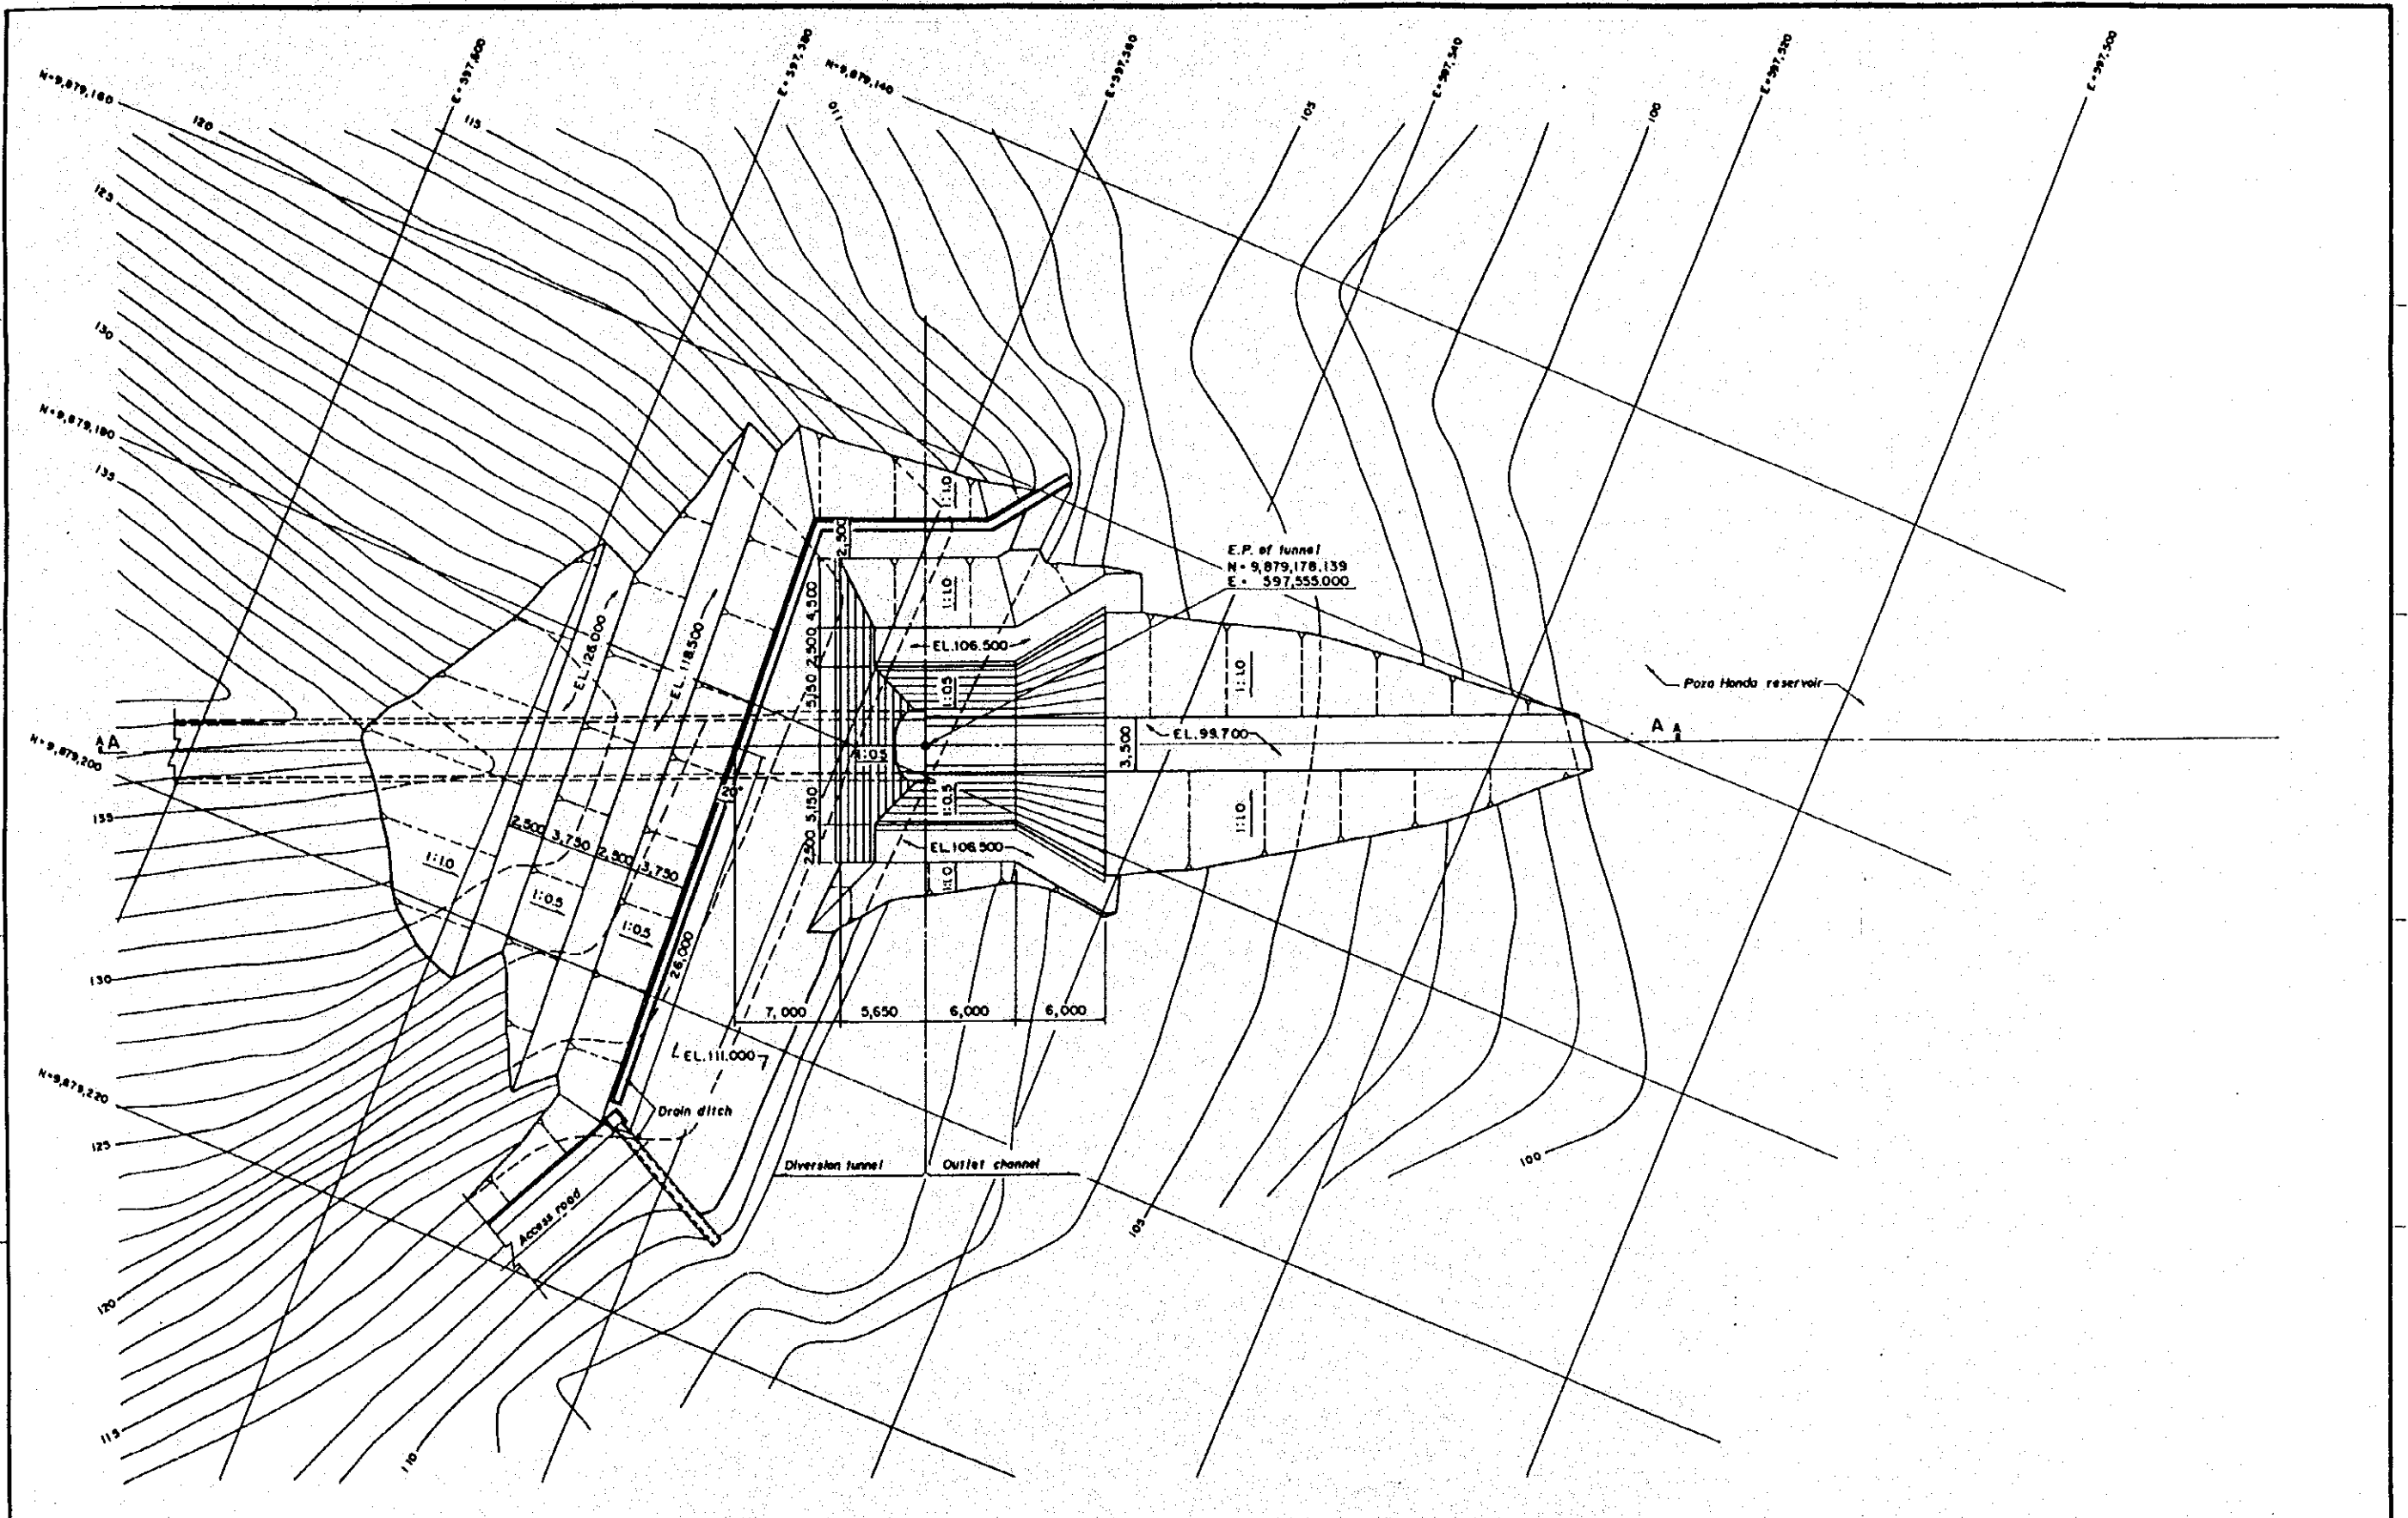 E=597,600
E=597,580
N=9,879,140
E=597,560
E=597,540
E=597,520
E=597,500
N=9,879,160
120
115
110
105
100
125
130
N=9,879,180
135
1:1.0
2,500
E.P. of tunnel
N=9,879,178.139
E= 597,555.000
4,500
1:1.0
EL.126.000
EL.118.500
2,500
EL.106.500
1:1.0
5,150
1:0.5
Poza Honda reservoir
A A
A A
EL.99.700
3,500
N=9,879,200
1:0.5
20°
1:0.5
5,150
1:1.0
135
2,500 3,750 2,500 3,750
2,500
EL.106.500
1:1.0
1:1.0
1:0.5
1:0.5
26,000
130
7,000 5,650 6,000 6,000
EL.111.000
N=9,879,220
Drain ditch
125
Diversion tunnel
Outlet channel
100
Access road
105
120
115
110